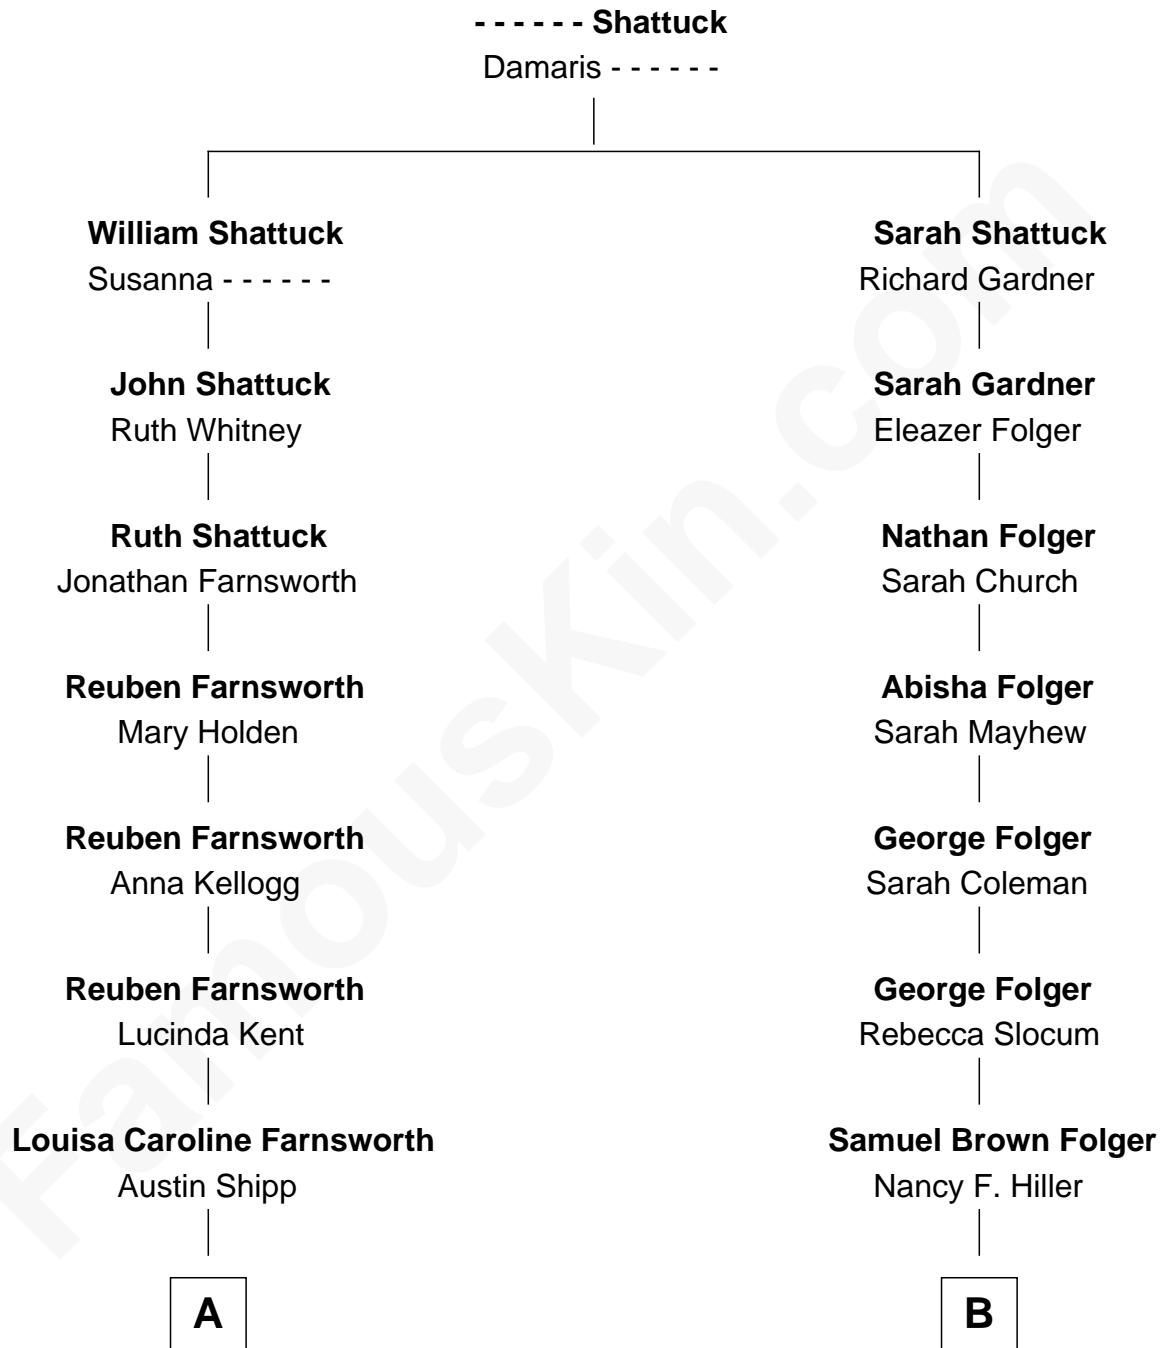 - - - - - - Shattuck
Damaris - - - - - -
William Shattuck
Susanna - - - - - -
Sarah Shattuck
Richard Gardner
John Shattuck
Ruth Whitney
Sarah Gardner
Eleazer Folger
Ruth Shattuck
Jonathan Farnsworth
Nathan Folger
Sarah Church
Reuben Farnsworth
Mary Holden
Abisha Folger
Sarah Mayhew
Reuben Farnsworth
Anna Kellogg
George Folger
Sarah Coleman
Reuben Farnsworth
Lucinda Kent
George Folger
Rebecca Slocum
Louisa Caroline Farnsworth
Austin Shipp
Samuel Brown Folger
Nancy F. Hiller
A
B
FamousKin.com